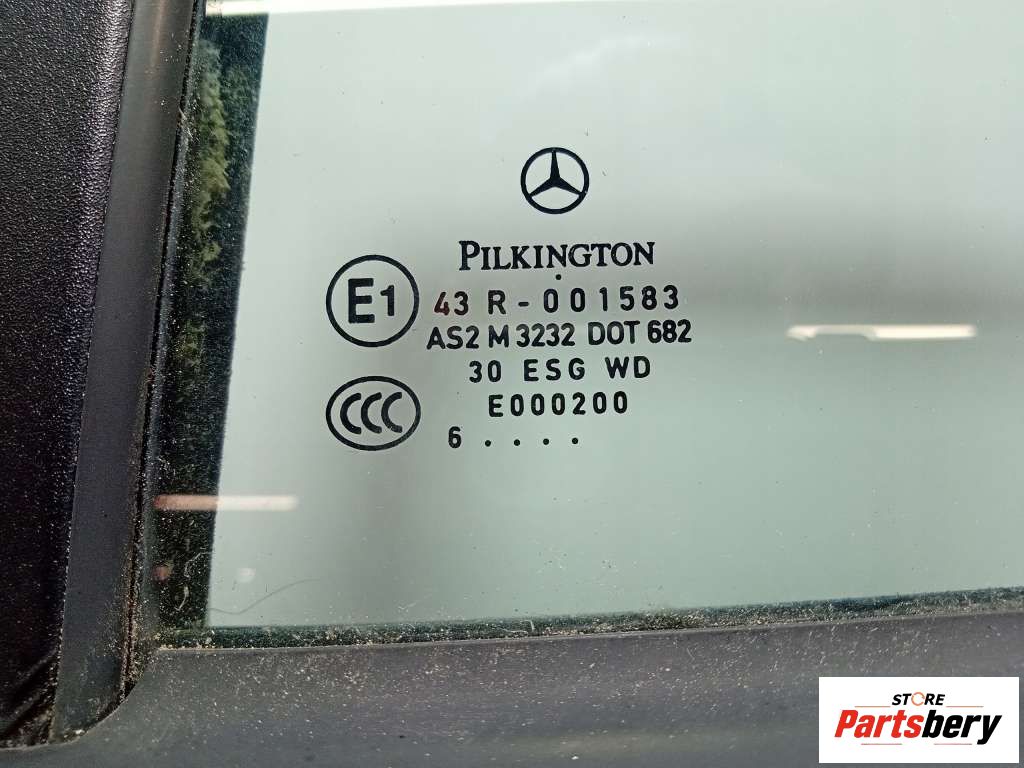 PILKINGTON
E1
43 R - 001583
AS2 M 3232 DOT 682
30 ESG WD
E000200
CCC
6 . . . .
STORE
Partsbery